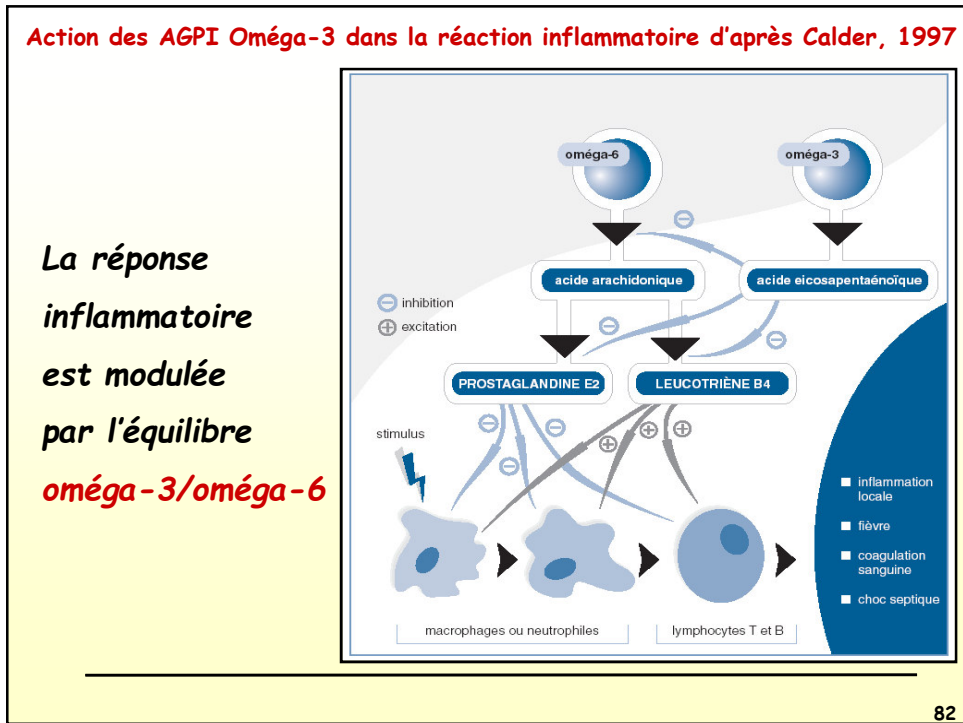 Action des AGPI Oméga-3 dans la réaction inflammatoire d'après Calder, 1997
La réponse
inflammatoire
est modulée
par l'équilibre
oméga-3/oméga-6
oméga-6
oméga-3
acide arachidonique
acide eicosapentaénoïque
⊖ inhibition
⊕ excitation
⊖
⊖
⊖
PROSTAGLANDINE E2
LEUCOTRIÈNE B4
stimulus
⊖
⊖
⊖
⊕
⊕
⊕
■ inflammation
locale
■ fièvre
■ coagulation
sanguine
■ choc septique
macrophages ou neutrophiles
lymphocytes T et B
82